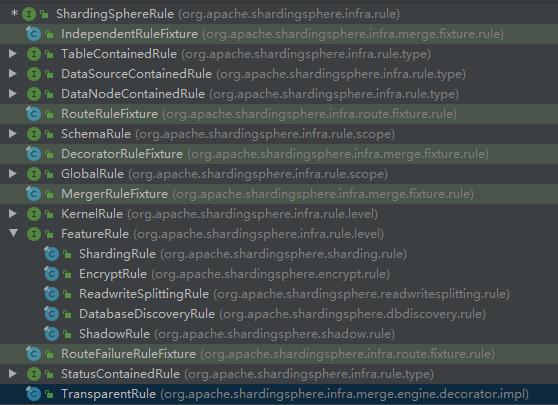 * ShardingSphereRule (org.apache.shardingsphere.infra.rule)
IndependentRuleFixture (org.apache.shardingsphere.infra.merge.fixture.rule)
TableContainedRule (org.apache.shardingsphere.infra.rule.type)
DataSourceContainedRule (org.apache.shardingsphere.infra.rule.type)
DataNodeContainedRule (org.apache.shardingsphere.infra.rule.type)
RouteRuleFixture (org.apache.shardingsphere.infra.route.fixture.rule)
SchemaRule (org.apache.shardingsphere.infra.rule.scope)
DecoratorRuleFixture (org.apache.shardingsphere.infra.merge.fixture.rule)
GlobalRule (org.apache.shardingsphere.infra.rule.scope)
MergerRuleFixture (org.apache.shardingsphere.infra.merge.fixture.rule)
KernelRule (org.apache.shardingsphere.infra.rule.level)
FeatureRule (org.apache.shardingsphere.infra.rule.level)
ShardingRule (org.apache.shardingsphere.sharding.rule)
EncryptRule (org.apache.shardingsphere.encrypt.rule)
ReadwriteSplittingRule (org.apache.shardingsphere.readwritesplitting.rule)
DatabaseDiscoveryRule (org.apache.shardingsphere.dbdiscovery.rule)
ShadowRule (org.apache.shardingsphere.shadow.rule)
RouteFailureRuleFixture (org.apache.shardingsphere.infra.route.fixture.rule)
StatusContainedRule (org.apache.shardingsphere.infra.rule.type)
TransparentRule (org.apache.shardingsphere.infra.merge.engine.decorator.impl)